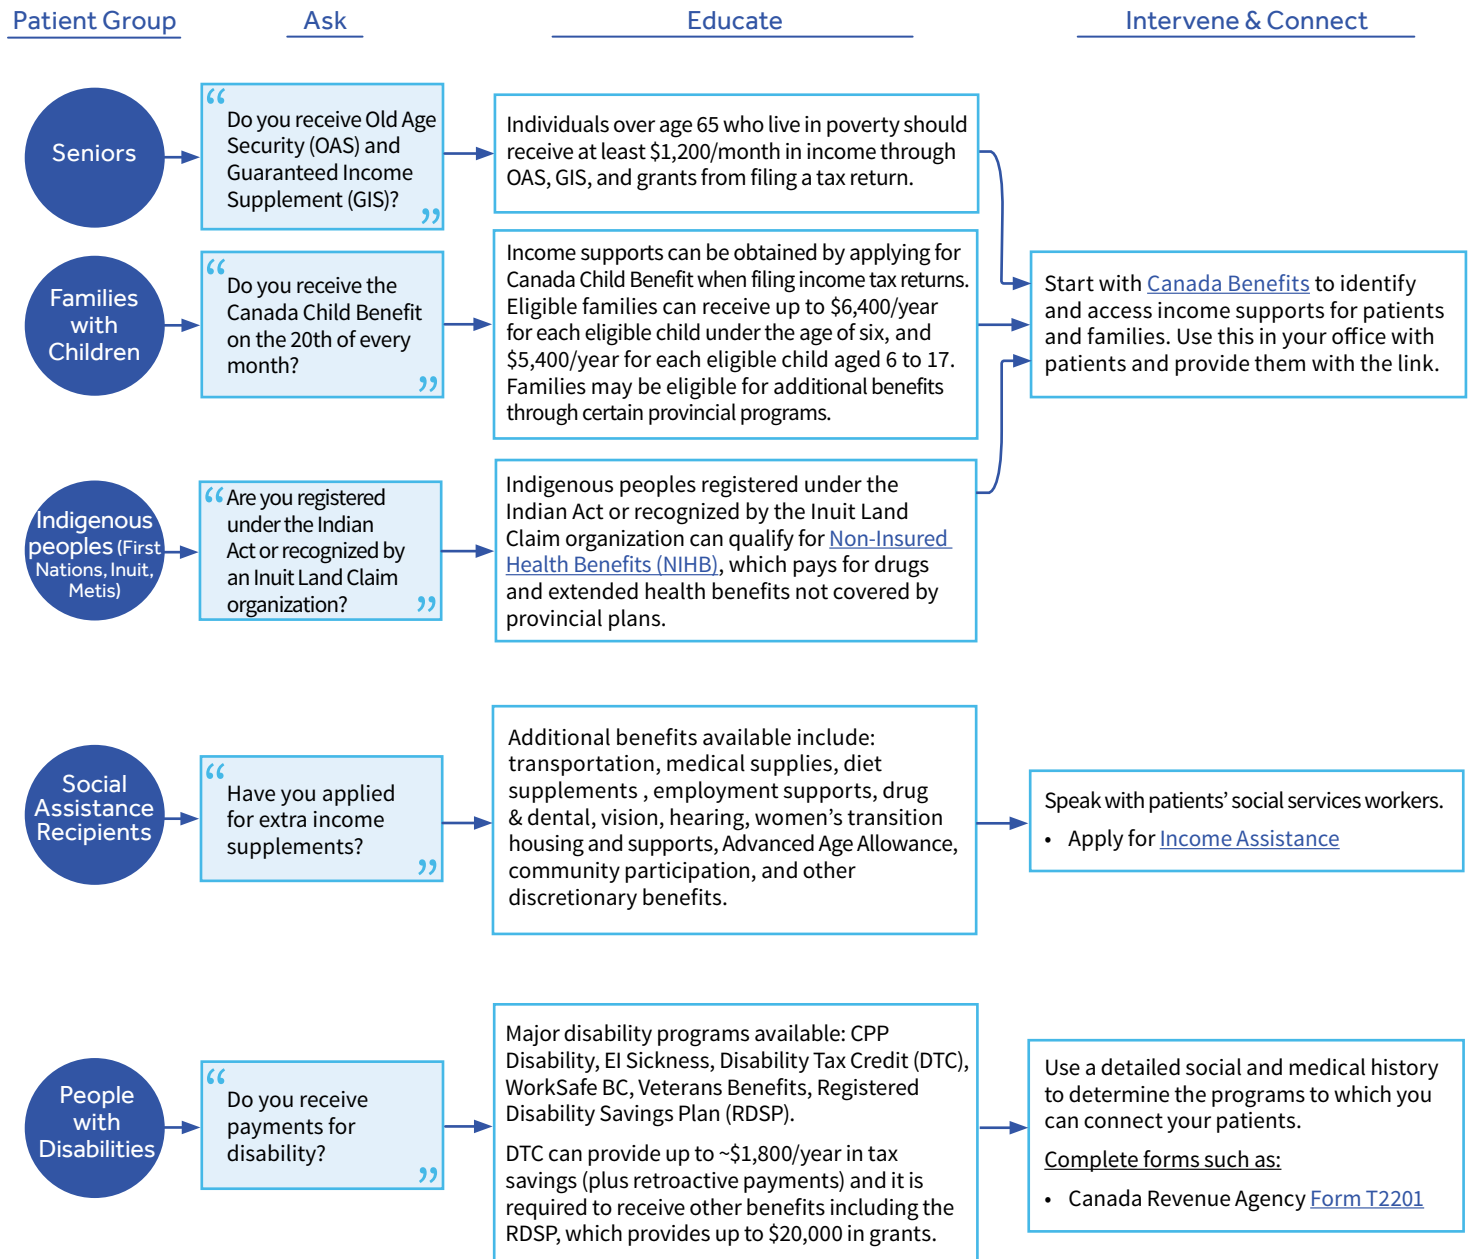 Patient Group
Ask
Educate
Intervene & Connect
Seniors
“
Do you receive Old Age
Security (OAS) and
Guaranteed Income
Supplement (GIS)?
”
Individuals over age 65 who live in poverty should
receive at least $1,200/month in income through
OAS, GIS, and grants from filing a tax return.
Families
with
Children
“
Do you receive the
Canada Child Benefit
on the 20th of every
month?
”
Income supports can be obtained by applying for
Canada Child Benefit when filing income tax returns.
Eligible families can receive up to $6,400/year
for each eligible child under the age of six, and
$5,400/year for each eligible child aged 6 to 17.
Families may be eligible for additional benefits
through certain provincial programs.
Start with Canada Benefits to identify
and access income supports for patients
and families. Use this in your office with
patients and provide them with the link.
Indigenous
peoples (First
Nations, Inuit,
Metis)
“ Are you registered
under the Indian
Act or recognized by
an Inuit Land Claim
organization? ”
Indigenous peoples registered under the
Indian Act or recognized by the Inuit Land
Claim organization can qualify for Non-Insured
Health Benefits (NIHB), which pays for drugs
and extended health benefits not covered by
provincial plans.
Social
Assistance
Recipients
“
Have you applied
for extra income
supplements?
”
Additional benefits available include:
transportation, medical supplies, diet
supplements , employment supports, drug
& dental, vision, hearing, women’s transition
housing and supports, Advanced Age Allowance,
community participation, and other
discretionary benefits.
Speak with patients’ social services workers.
• Apply for Income Assistance
People
with
Disabilities
“
Do you receive
payments for
disability?
”
Major disability programs available: CPP
Disability, EI Sickness, Disability Tax Credit (DTC),
WorkSafe BC, Veterans Benefits, Registered
Disability Savings Plan (RDSP).
DTC can provide up to ~$1,800/year in tax
savings (plus retroactive payments) and it is
required to receive other benefits including the
RDSP, which provides up to $20,000 in grants.
Use a detailed social and medical history
to determine the programs to which you
can connect your patients.
Complete forms such as:
• Canada Revenue Agency Form T2201